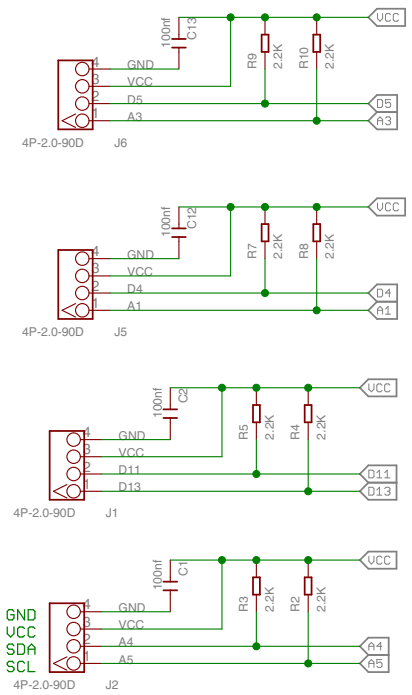 100nf
C13
VCC
R9
2.2K
R10
2.2K
4
GND
3
VCC
2
D5
D5
1
A3
A3
4P-2.0-90D
J6
100nf
C12
VCC
R7
2.2K
R8
2.2K
4
GND
3
VCC
2
D4
D4
1
A1
A1
4P-2.0-90D
J5
100nf
C2
VCC
R5
2.2K
R4
2.2K
4
GND
3
VCC
2
D11
D11
1
D13
D13
4P-2.0-90D
J1
100nf
C1
VCC
R3
2.2K
R2
2.2K
GND
4
GND
VCC
3
VCC
SDA
2
A4
A4
SCL
1
A5
A5
4P-2.0-90D
J2